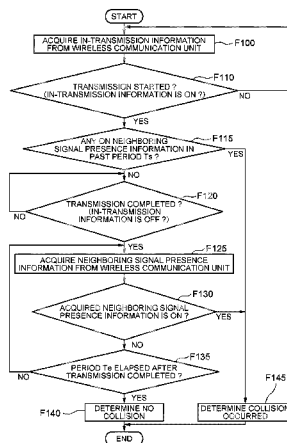 START
ACQUIRE IN-TRANSMISSION INFORMATION
FROM WIRELESS COMMUNICATION UNIT
F100
F110
TRANSMISSION STARTED ?
(IN-TRANSMISSION INFORMATION IS ON ?)
NO
YES
F115
ANY ON NEIGHBORING
SIGNAL PRESENCE INFORMATION IN
PAST PERIOD Ts ?
YES
NO
F120
TRANSMISSION COMPLETED ?
(IN-TRANSMISSION
INFORMATION IS OFF ?)
NO
YES
F125
ACQUIRE NEIGHBORING SIGNAL PRESENCE
INFORMATION FROM WIRELESS COMMUNICATION UNIT
F130
ACQUIRED NEIGHBORING SIGNAL
PRESENCE INFORMATION IS ON ?
YES
NO
F135
PERIOD Te ELAPSED AFTER
TRANSMISSION COMPLETED ?
NO
YES
F140
DETERMINE NO
COLLISION
F145
DETERMINE COLLISION
OCCURRED
END